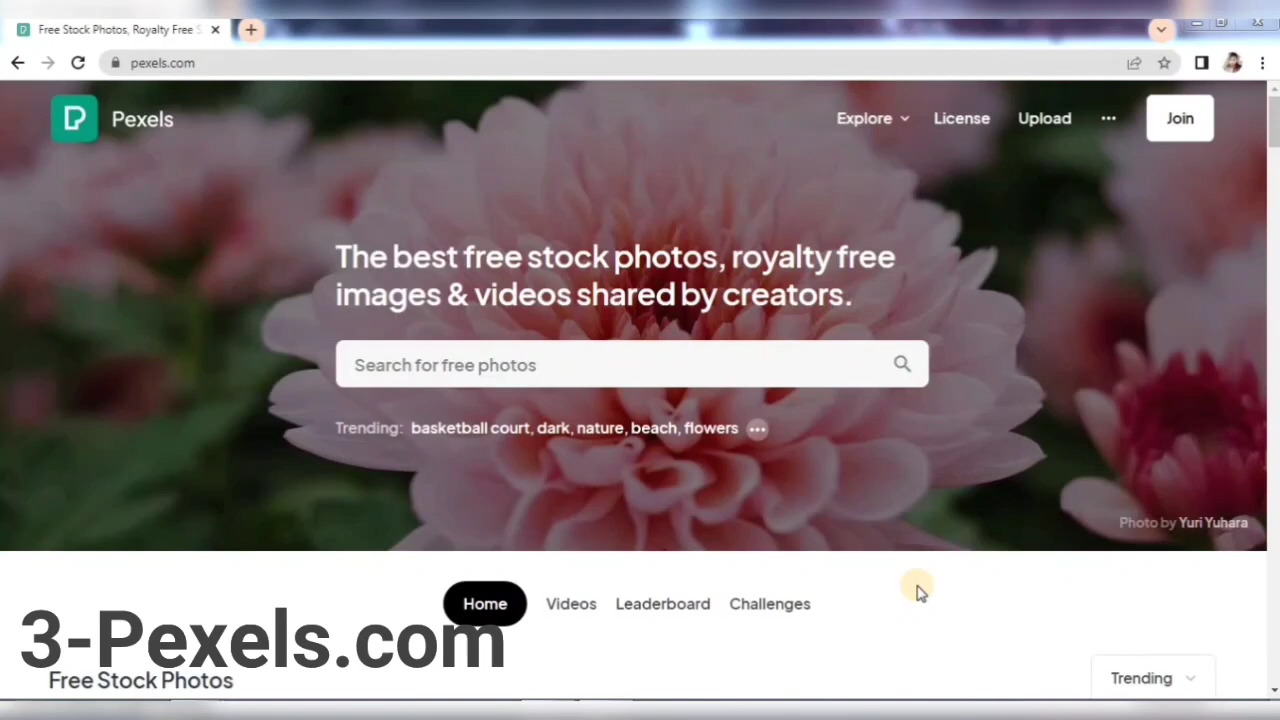 Free Stock Photos, Royalty Free S
pexels.com
Pexels
Explore
License
Upload
Join
The best free stock photos, royalty free
images & videos shared by creators.
Search for free photos
Trending: basketball court, dark, nature, beach, flowers
Photo by Yuri Yuhara
Home
Videos
Leaderboard
Challenges
3-Pexels.com
Free Stock Photos
Trending